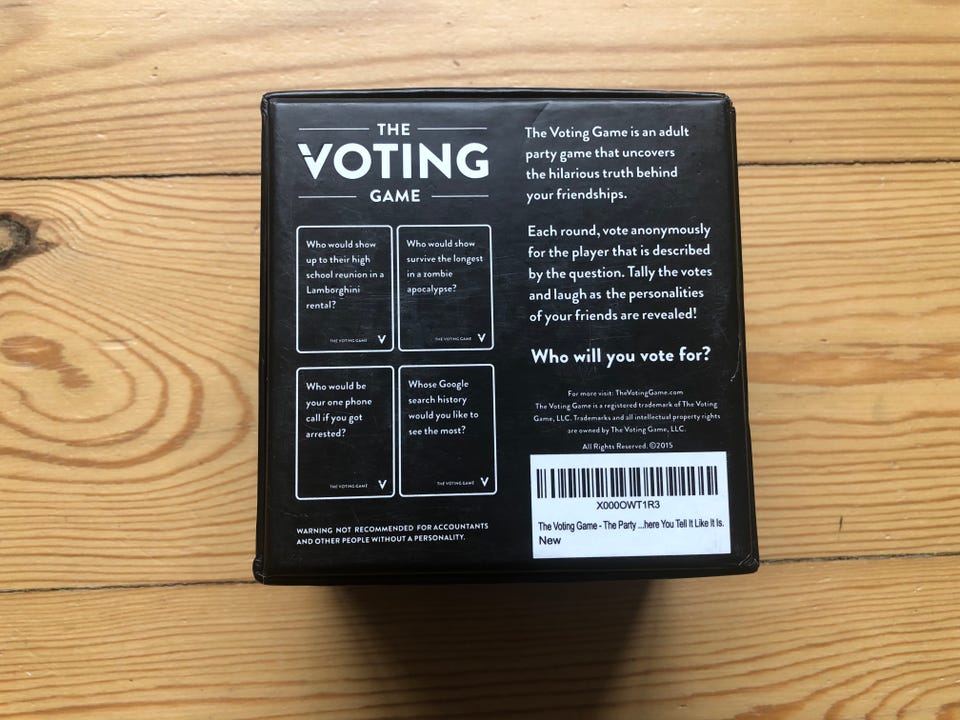 THE
VOTING
GAME
Who would show
up to their high
school reunion in a
Lamborghini
rental?
THE VOTING GAME V
Who would show
survive the longest
in a zombie
apocalypse?
THE VOTING GAME V
Who would be
your one phone
call if you got
arrested?
THE VOTING GAME V
Whose Google
search history
would you like to
see the most?
THE VOTING GAME V
WARNING NOT RECOMMENDED FOR ACCOUNTANTS
AND OTHER PEOPLE WITHOUT A PERSONALITY.
The Voting Game is an adult
party game that uncovers
the hilarious truth behind
your friendships.
Each round, vote anonymously
for the player that is described
by the question. Tally the votes
and laugh as the personalities
of your friends are revealed!
Who will you vote for?
For more visit: TheVotingGame.com
The Voting Game is a registered trademark of The Voting
Game, LLC. Trademarks and all intellectual property rights
are owned by The Voting Game, LLC.
All Rights Reserved. ©2015
X000OWT1R3
The Voting Game - The Party ...here You Tell It Like It Is.
New